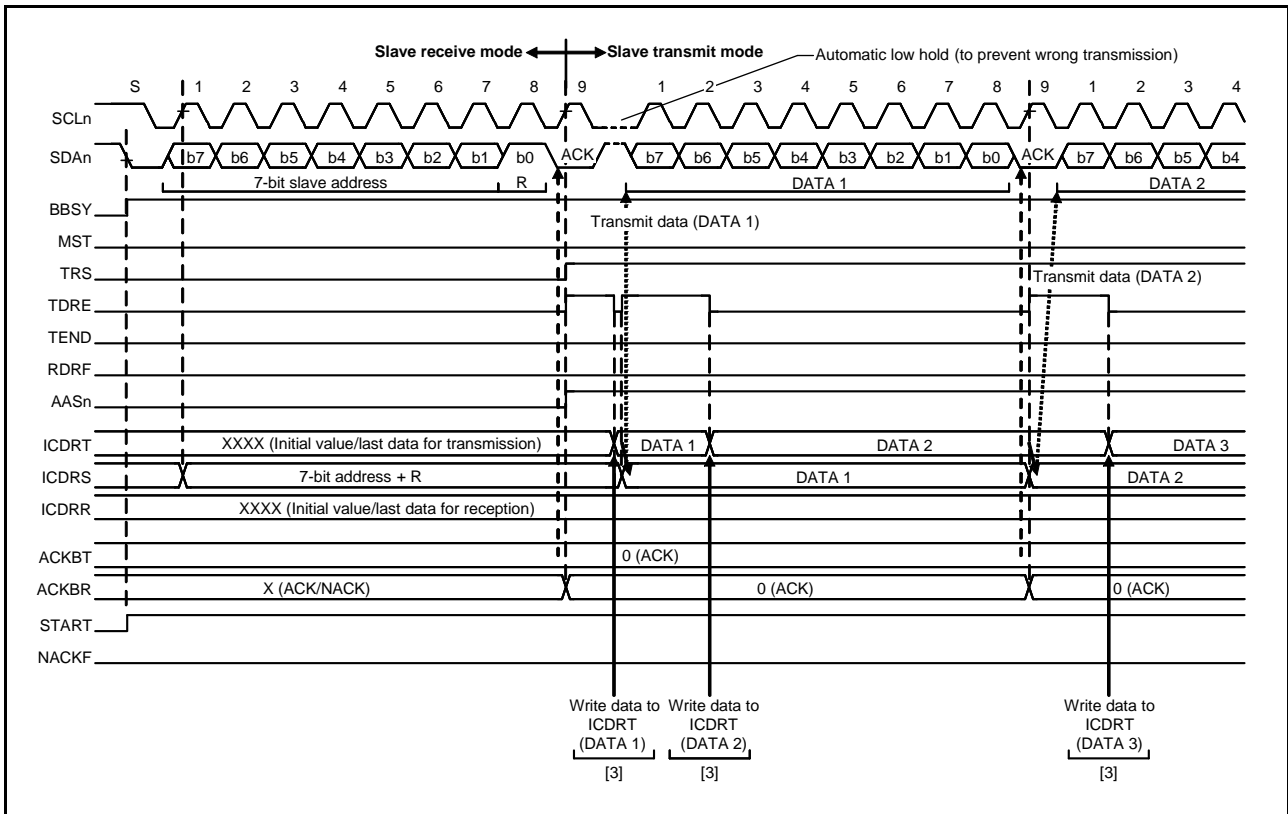 Slave receive mode Slave transmit mode Automatic low hold (to prevent wrong transmission)
S 1 2 3 4 5 6 7 8 9 1 2 3 4 5 6 7 8 9 1 2 3 4
SCLn
SDAn b7 b6 b5 b4 b3 b2 b1 b0 ACK b7 b6 b5 b4 b3 b2 b1 b0 ACK b7 b6 b5 b4
7-bit slave address R DATA 1 DATA 2
BBSY
Transmit data (DATA 1)
MST
TRS
Transmit data (DATA 2)
TDRE
TEND
RDRF
AASn
ICDRT XXXX (Initial value/last data for transmission) DATA 1 DATA 2 DATA 3
ICDRS 7-bit address + R DATA 1 DATA 2
ICDRR XXXX (Initial value/last data for reception)
ACKBT 0 (ACK)
ACKBR X (ACK/NACK) 0 (ACK) 0 (ACK)
START
NACKF
Write data to ICDRT (DATA 1) [3]
Write data to ICDRT (DATA 2) [3]
Write data to ICDRT (DATA 3) [3]